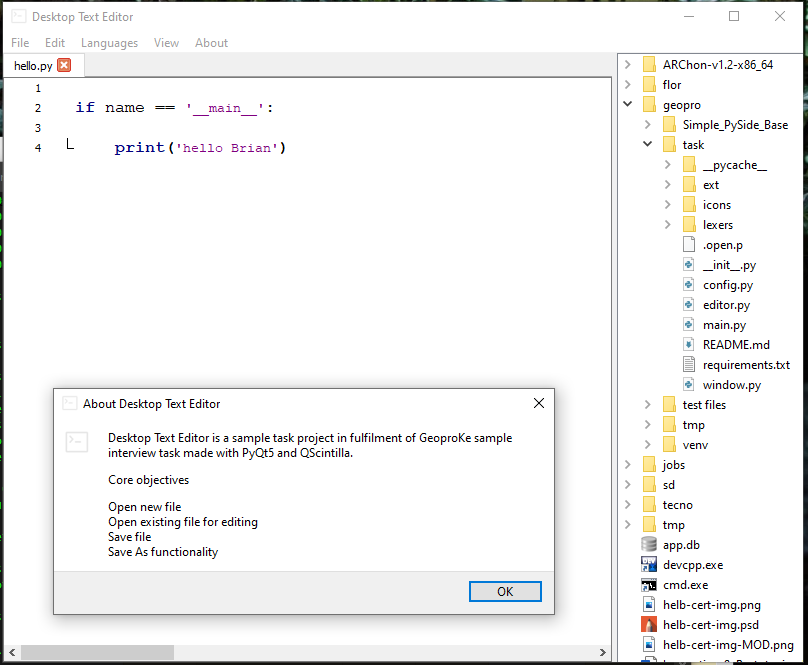 Desktop Text Editor
File Edit Languages View About
hello.py
1
2 if name == '__main__':
3
4 print('hello Brian')
ARChon-v1.2-x86_64
flor
geopro
Simple_PySide_Base
task
__pycache__
ext
icons
lexers
.open.p
__init__.py
config.py
editor.py
main.py
README.md
requirements.txt
window.py
test files
tmp
venv
jobs
sd
tecno
tmp
app.db
devcpp.exe
cmd.exe
helb-cert-img.png
helb-cert-img.psd
helb-cert-img-MOD.png
About Desktop Text Editor
Desktop Text Editor is a sample task project in fulfilment of GeoproKe sample
interview task made with PyQt5 and QScintilla.
Core objectives
Open new file
Open existing file for editing
Save file
Save As functionality
OK